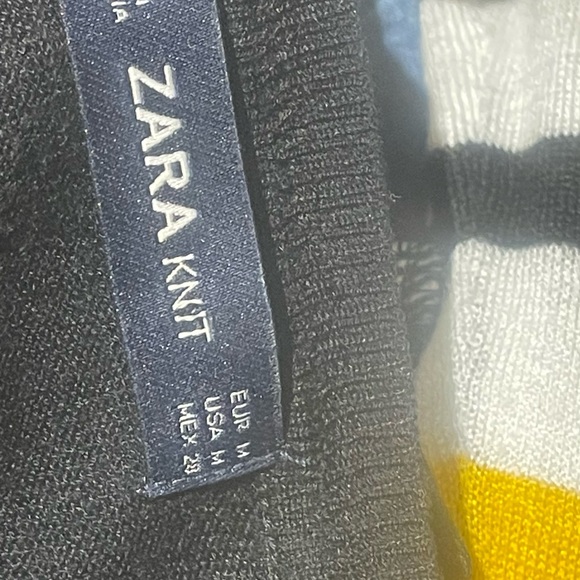 ZARA KNIT
EUR M
USA M
MEX 28